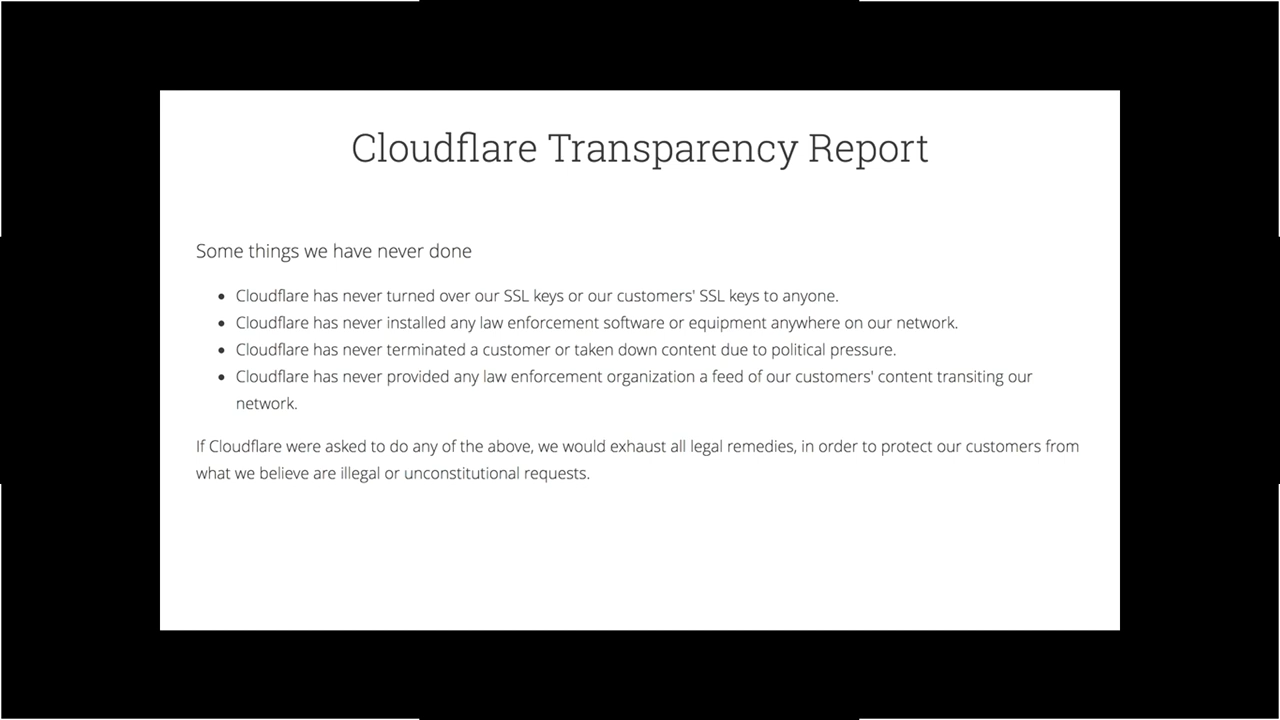 Cloudflare Transparency Report
Some things we have never done
• Cloudflare has never turned over our SSL keys or our customers' SSL keys to anyone.
• Cloudflare has never installed any law enforcement software or equipment anywhere on our network.
• Cloudflare has never terminated a customer or taken down content due to political pressure.
• Cloudflare has never provided any law enforcement organization a feed of our customers' content transiting our
network.
If Cloudflare were asked to do any of the above, we would exhaust all legal remedies, in order to protect our customers from
what we believe are illegal or unconstitutional requests.